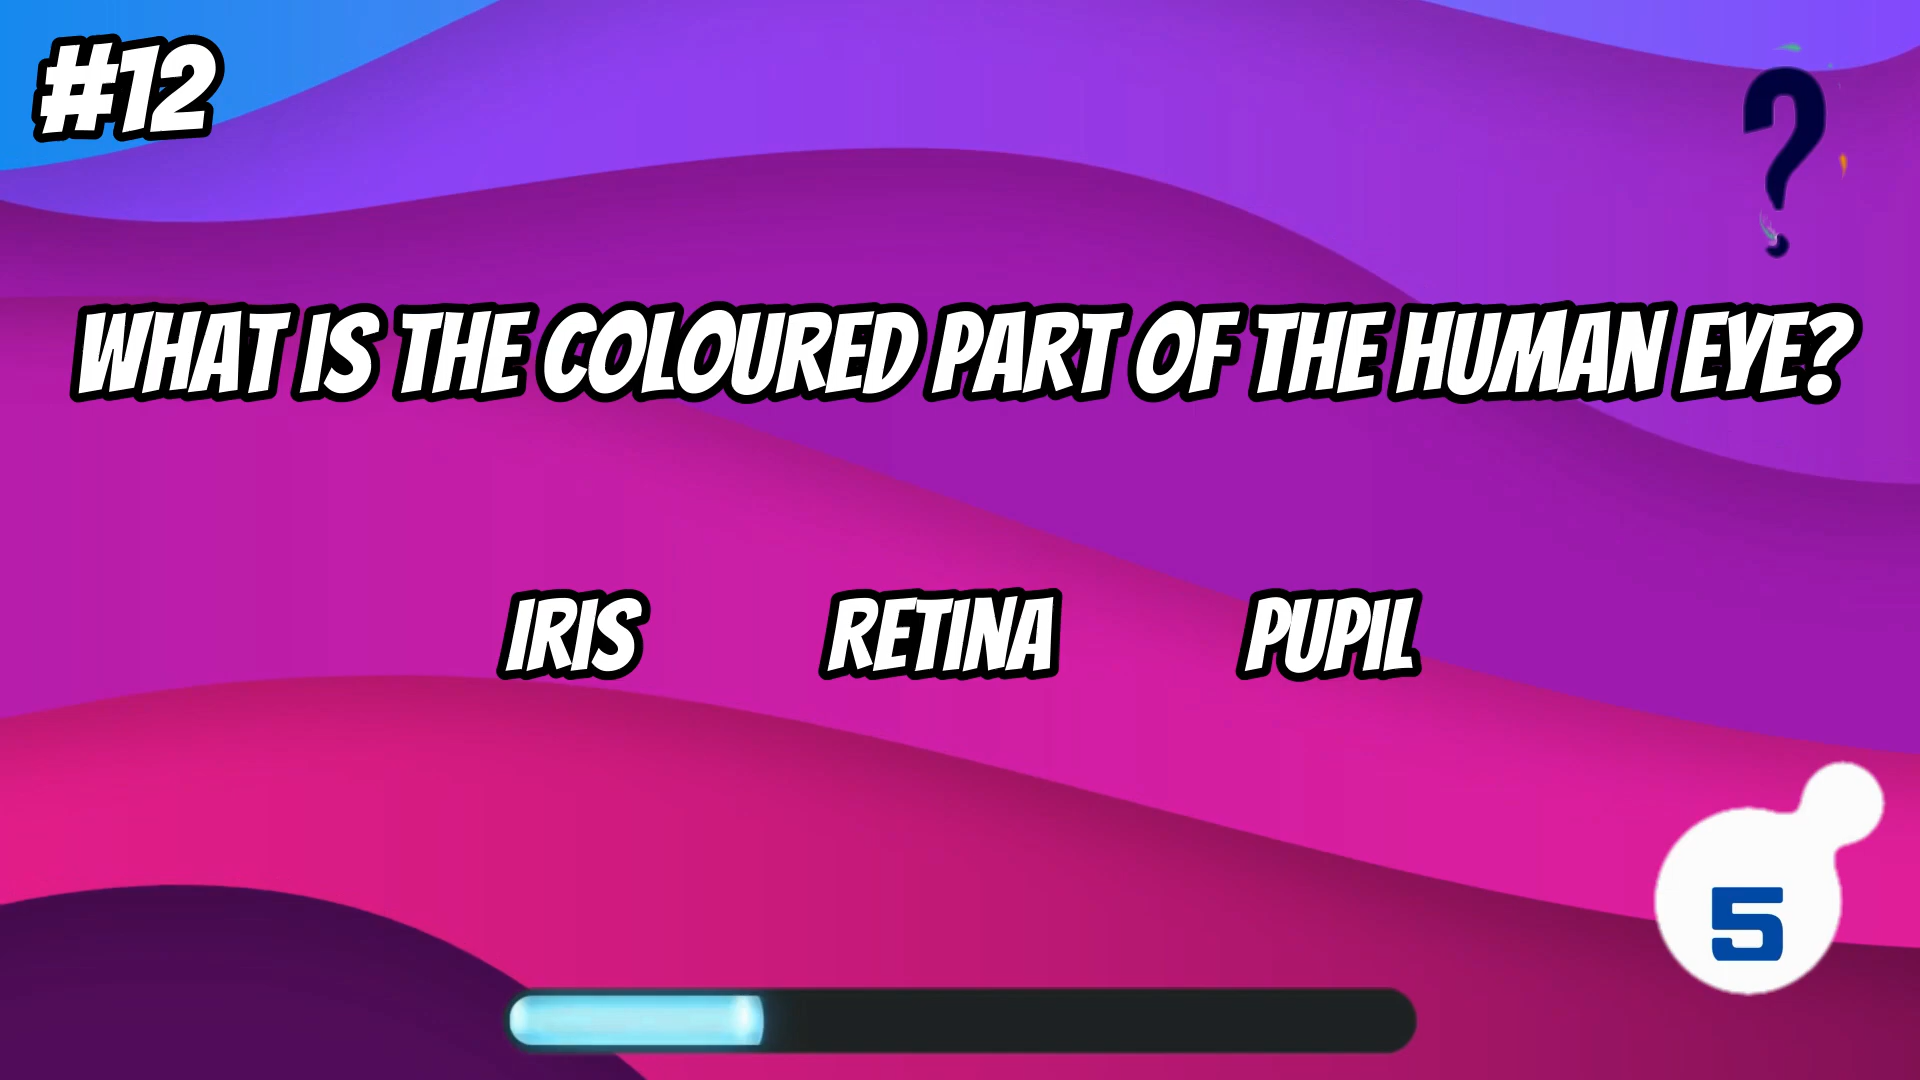 #12
?
WHAT IS THE COLOURED PART OF THE HUMAN EYE?
IRIS RETINA PUPIL
5